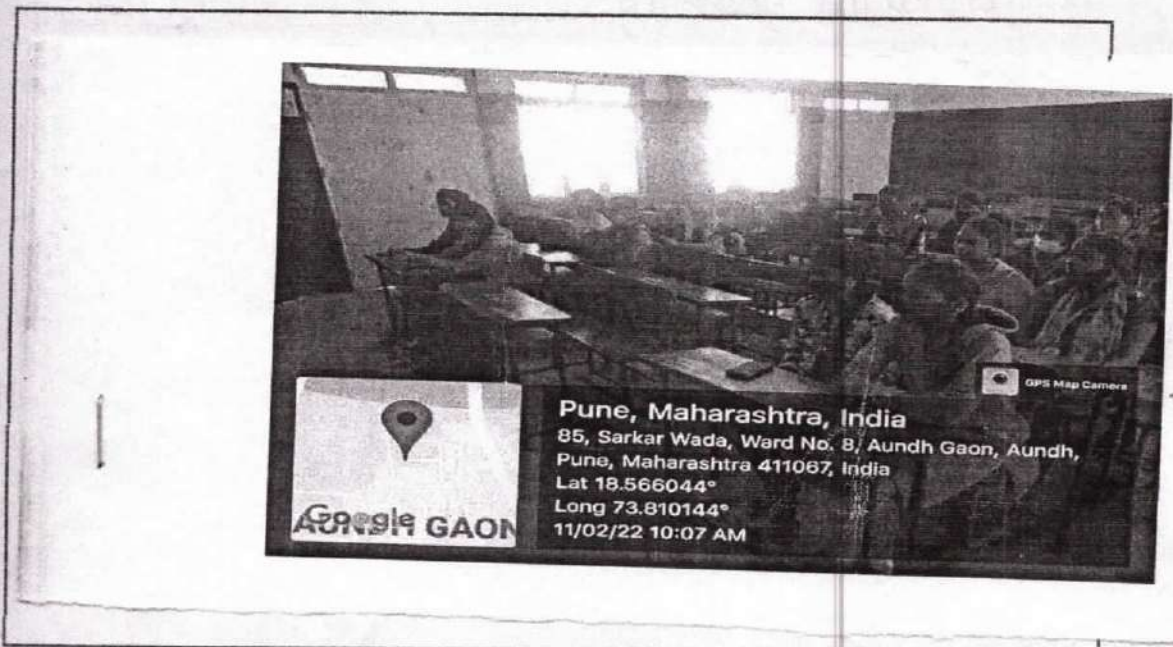 GPS Map Camera
Pune, Maharashtra, India
85, Sarkar Wada, Ward No. 8, Aundh Gaon, Aundh,
Pune, Maharashtra 411067, India
Lat 18.566044°
Long 73.810144°
11/02/22 10:07 AM
Google
AUNDH GAON